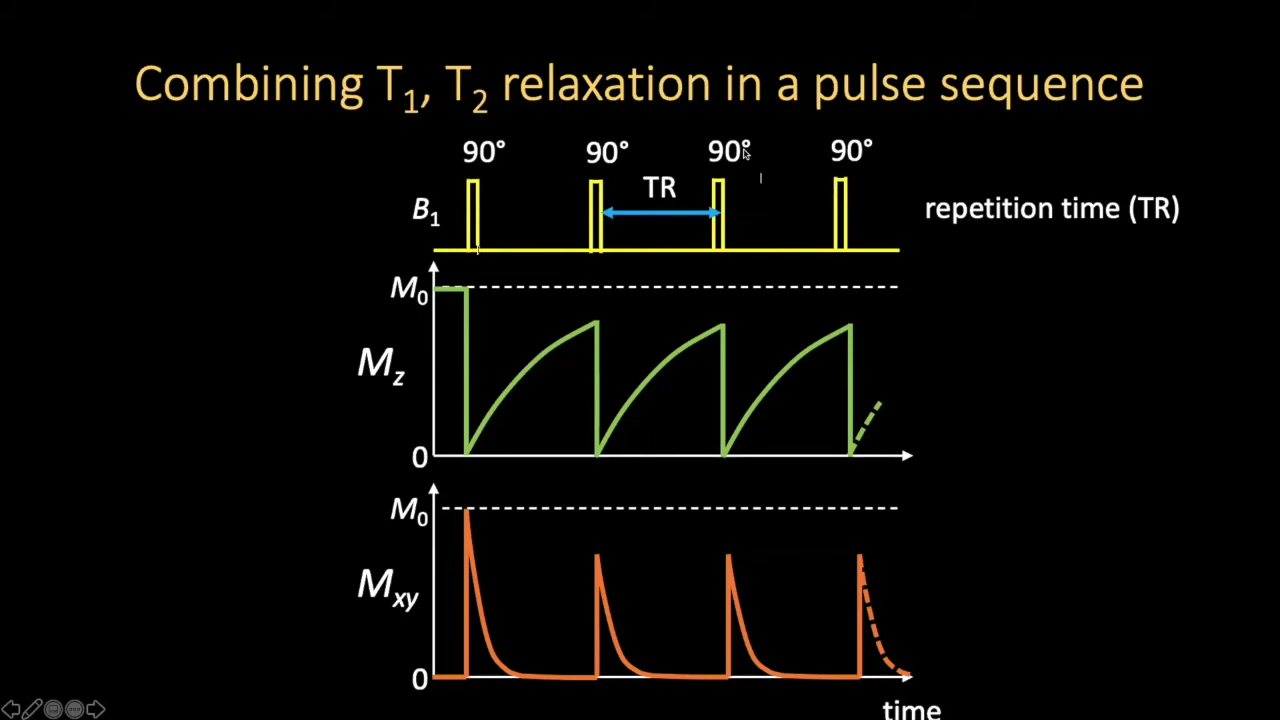 Combining T1, T2 relaxation in a pulse sequence
90° 90° 90° 90°
TR
B1
repetition time (TR)
M0
Mz
0
M0
Mxy
0
time